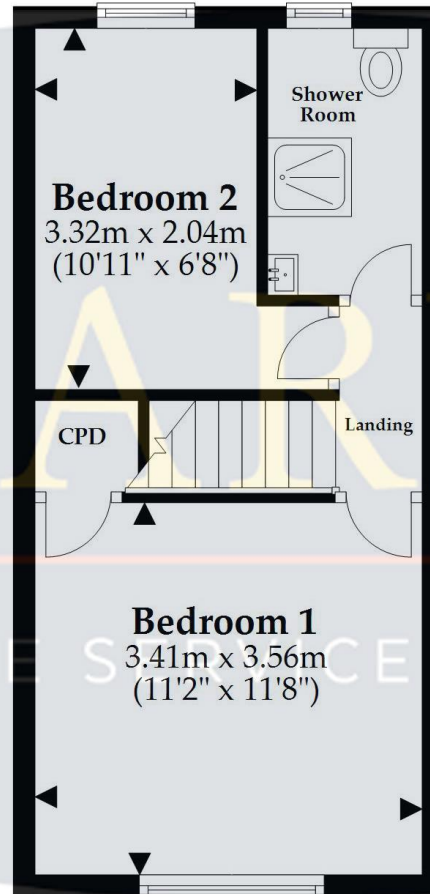 Shower
Room
Bedroom 2
3.32m x 2.04m
(10'11" x 6'8")
CPD
Landing
Bedroom 1
3.41m x 3.56m
(11'2" x 11'8")
SERVICE